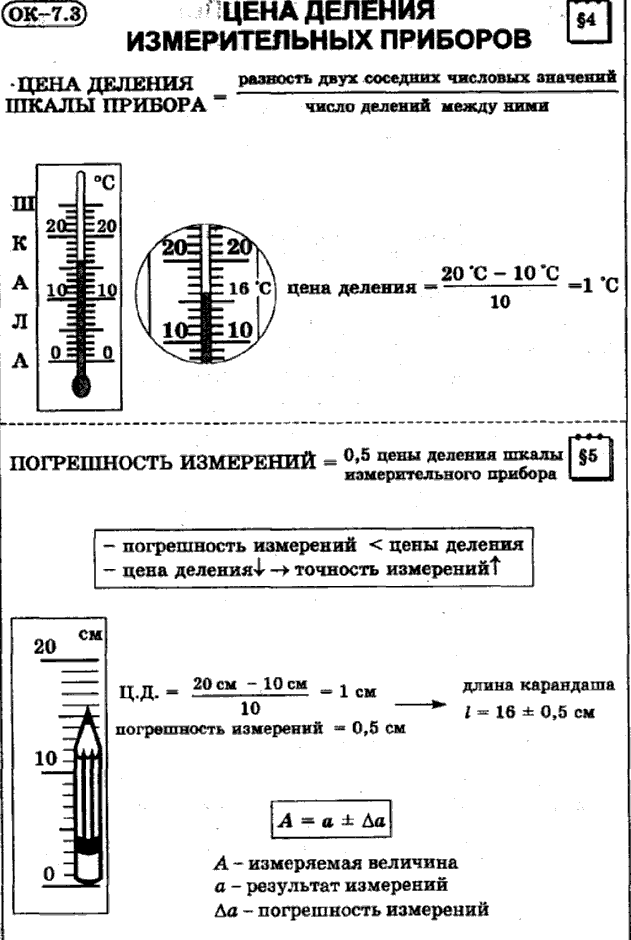 ОК–7.3
ЦЕНА ДЕЛЕНИЯ
ИЗМЕРИТЕЛЬНЫХ ПРИБОРОВ
§4
·ЦЕНА ДЕЛЕНИЯ
ШКАЛЫ ПРИБОРА
=
разность двух соседних числовых значений
число делений между ними
ШКАЛА
°С
20 20
10 10
0 0
20 20
16 °С
10 10
цена деления = 20 °С – 10 °С / 10 =1 °С
ПОГРЕШНОСТЬ ИЗМЕРЕНИЙ = 0,5 цены деления шкалы
измерительного прибора
§5
– погрешность измерений < цены деления
– цена деления↓ → точность измерений↑
см
20
10
0
Ц.Д. = 20 см – 10 см / 10 = 1 см
погрешность измерений = 0,5 см
длина карандаша
l = 16 ± 0,5 см
A = a ± Δa
A – измеряемая величина
a – результат измерений
Δa – погрешность измерений